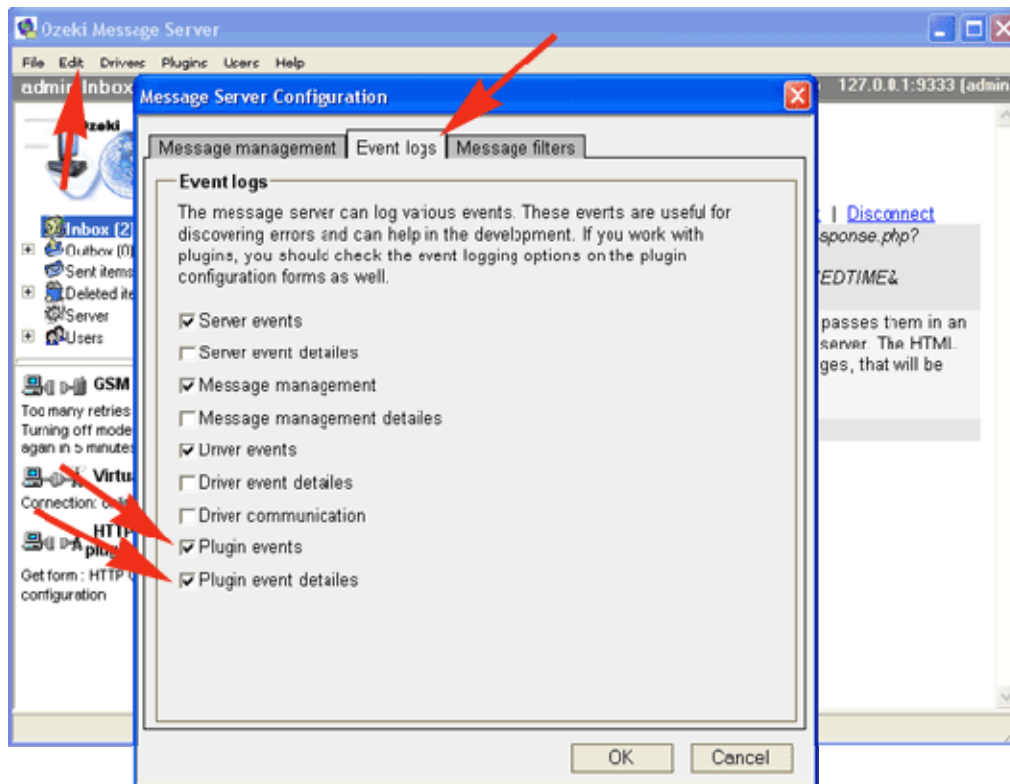 Ozeki Message Server
File Edit Drivers Plugins Users Help
admin Inbox
127.0.0.1:9333 (admin
Message Server Configuration
Ozeki
Message management Event logs Message filters
Event logs
The message server can log various events. These events are useful for
discovering errors and can help in the development. If you work with
plugins, you should check the event logging options on the plugin
configuration forms as well.
Server events
Server event detailes
Message management
Message management detailes
Driver events
Driver event detailes
Driver communication
Plugin events
Plugin event detailes
OK Cancel
Inbox (2
Outbox (0)
Sent items
Deleted ite
Server
Users
GSM
Too many retries
Turning off mode
again in 5 minutes
Virtu
Connection:
HTTP
Get form : HTTP
configuration
| Disconnect
sponse.php?
EDTIME&
passes them in an
server. The HTML
ges, that will be